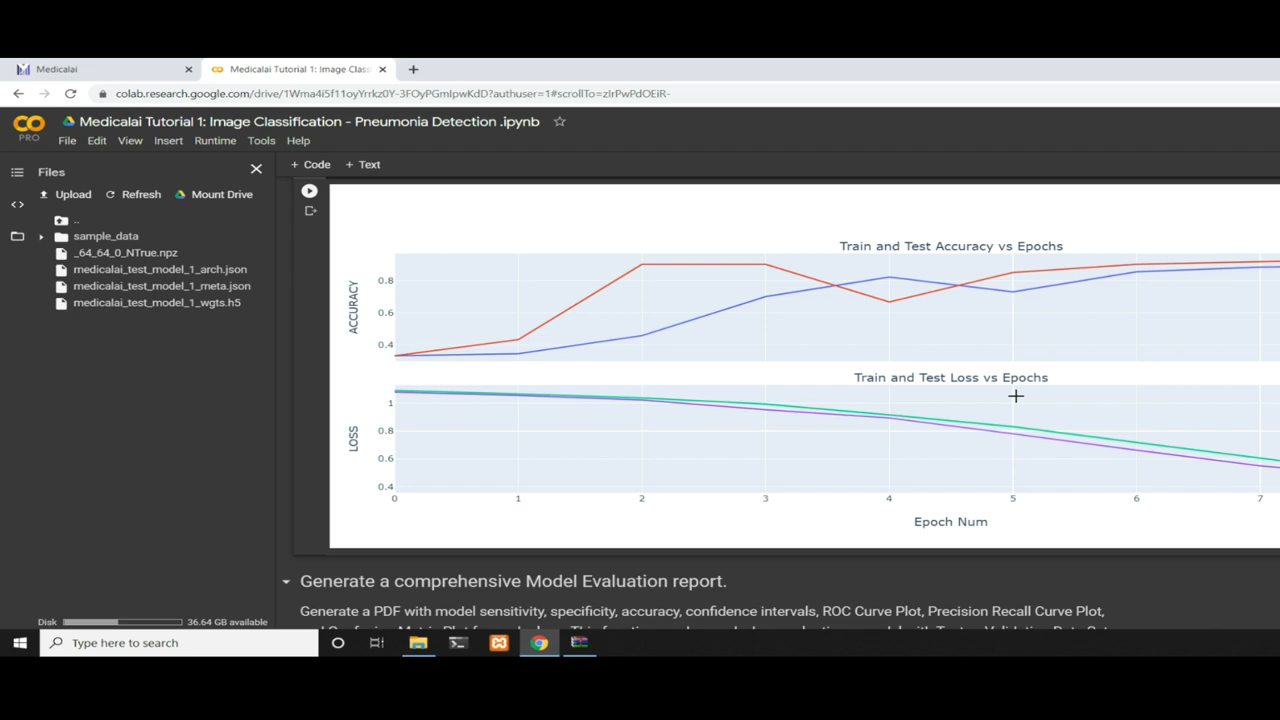 Medicalai
Medicalai Tutorial 1: Image Class
colab.research.google.com/drive/1Wma4i5f11oyYrrkz0Y-3FOyPGmIpwKdD?authuser=1#scrollTo=zIrPwPdOEiR-
PRO
Medicalai Tutorial 1: Image Classification - Pneumonia Detection .ipynb
File Edit View Insert Runtime Tools Help
Files
+ Code + Text
Upload Refresh Mount Drive
..
sample_data
_64_64_0_NTrue.npz
medicalai_test_model_1_arch.json
medicalai_test_model_1_meta.json
medicalai_test_model_1_wgts.h5
Train and Test Accuracy vs Epochs
ACCURACY
0.8
0.6
0.4
Train and Test Loss vs Epochs
LOSS
1
0.8
0.6
0.4
0 1 2 3 4 5 6 7
Epoch Num
Generate a comprehensive Model Evaluation report.
Generate a PDF with model sensitivity, specificity, accuracy, confidence intervals, ROC Curve Plot, Precision Recall Curve Plot,
Disk 36.64 GB available
Type here to search